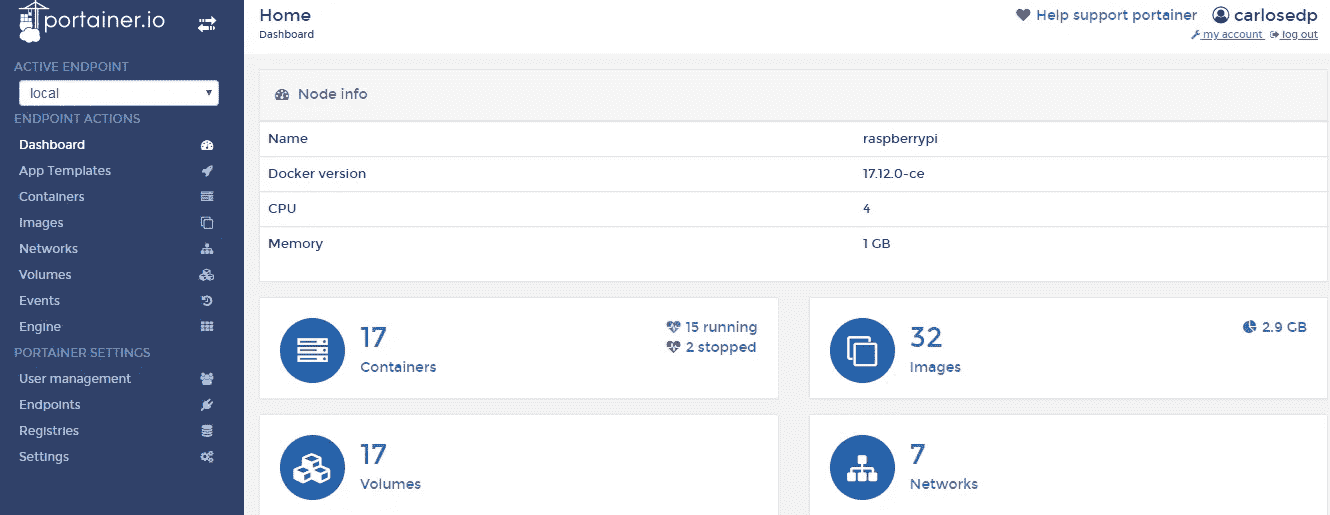 portainer.io
ACTIVE ENDPOINT
local
ENDPOINT ACTIONS
Dashboard
App Templates
Containers
Images
Networks
Volumes
Events
Engine
PORTAINER SETTINGS
User management
Endpoints
Registries
Settings
Home
Dashboard
Help support portainer
carlosedp
my account log out
Node info
Name raspberrypi
Docker version 17.12.0-ce
CPU 4
Memory 1 GB
17
Containers
15 running
2 stopped
32
Images
2.9 GB
17
Volumes
7
Networks